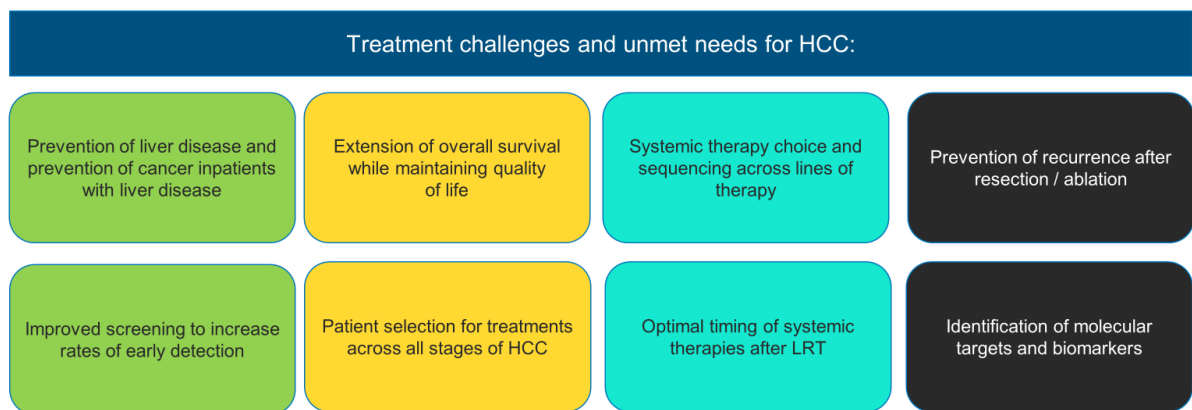 Treatment challenges and unmet needs for HCC:
Prevention of liver disease and
prevention of cancer inpatients
with liver disease
Extension of overall survival
while maintaining quality
of life
Systemic therapy choice and
sequencing across lines of
therapy
Prevention of recurrence after
resection / ablation
Improved screening to increase
rates of early detection
Patient selection for treatments
across all stages of HCC
Optimal timing of systemic
therapies after LRT
Identification of molecular
targets and biomarkers